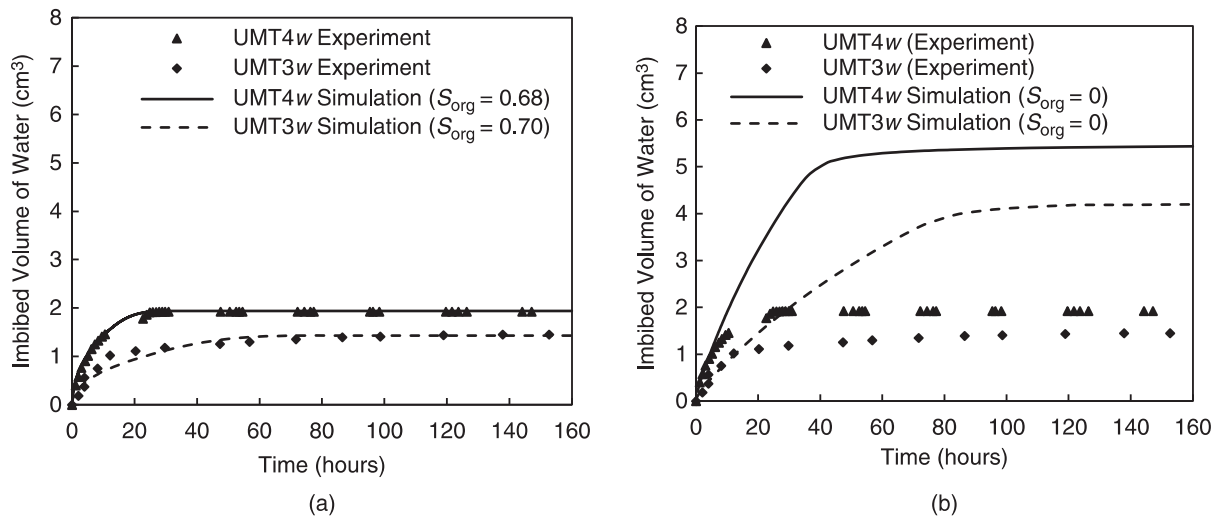 8
7
6
5
4
3
2
1
0
Imbibed Volume of Water (cm³)
UMT4w Experiment
UMT3w Experiment
UMT4w Simulation (Sorg = 0.68)
UMT3w Simulation (Sorg = 0.70)
0 20 40 60 80 100 120 140 160
Time (hours)
(a)
8
7
6
5
4
3
2
1
0
Imbibed Volume of Water (cm³)
UMT4w (Experiment)
UMT3w (Experiment)
UMT4w Simulation (Sorg = 0)
UMT3w Simulation (Sorg = 0)
0 20 40 60 80 100 120 140 160
Time (hours)
(b)